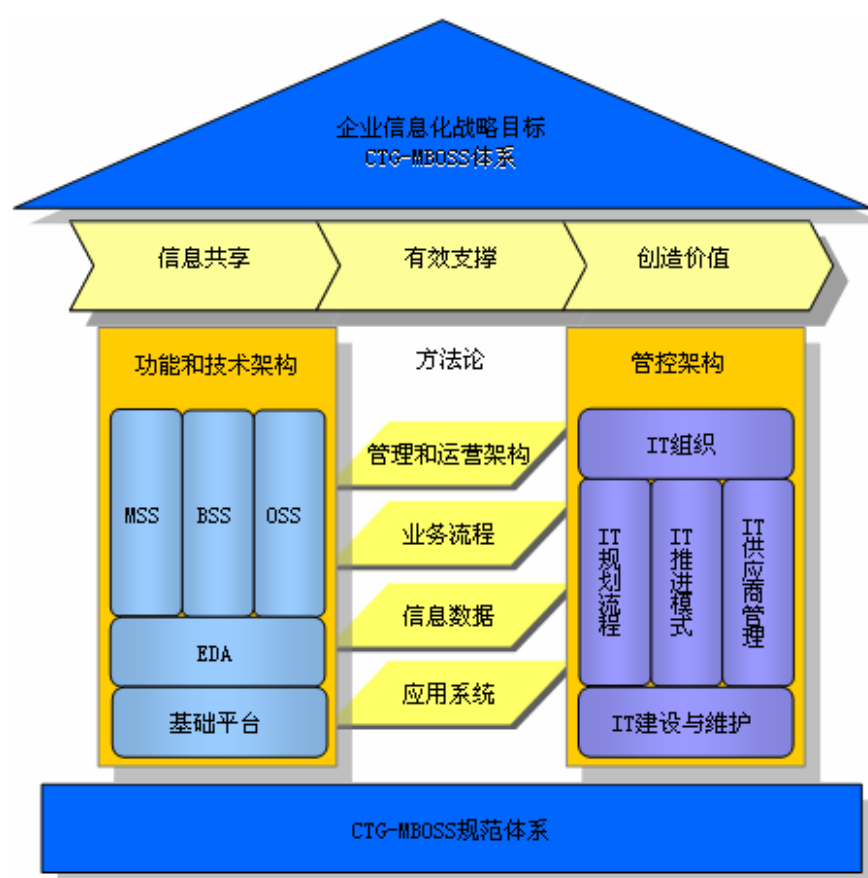 企业信息化战略目标
CTG-MBOSS体系
信息共享
有效支撑
创造价值
功能和技术架构
方法论
管控架构
MSS
BSS
OSS
EDA
基础平台
管理和运营架构
业务流程
信息数据
应用系统
IT组织
IT规划流程
IT推进模式
IT供应商管理
IT建设与维护
CTG-MBOSS规范体系